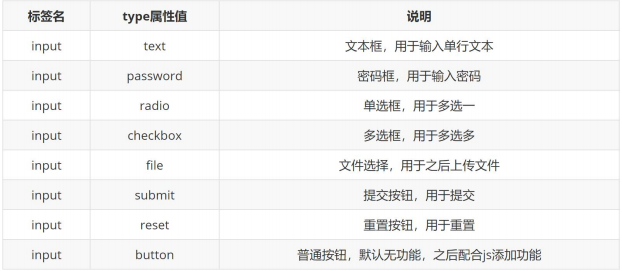 标签名 type属性值 说明
input text 文本框，用于输入单行文本
input password 密码框，用于输入密码
input radio 单选框，用于多选一
input checkbox 多选框，用于多选多
input file 文件选择，用于之后上传文件
input submit 提交按钮，用于提交
input reset 重置按钮，用于重置
input button 普通按钮，默认无功能，之后配合js添加功能